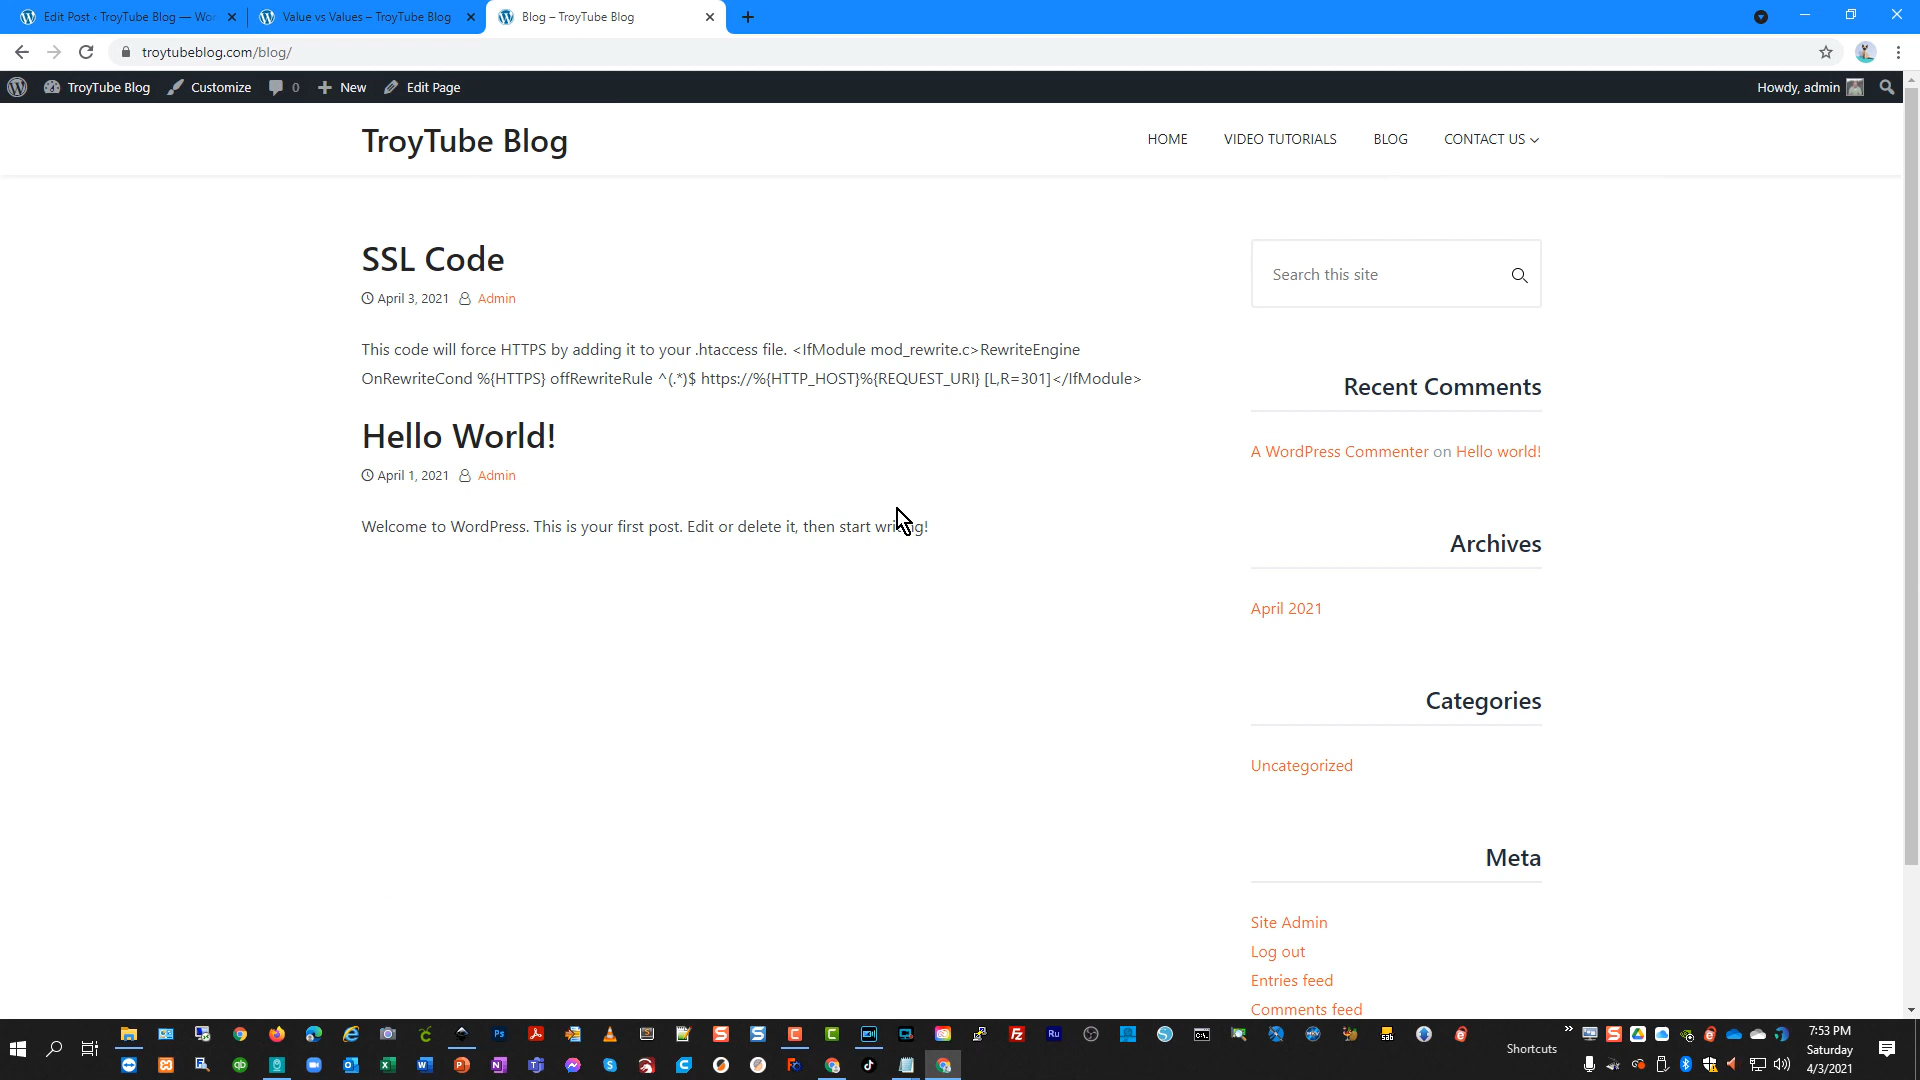 Edit Post ‹ TroyTube Blog — Wo
Value vs Values – TroyTube Blog
Blog – TroyTube Blog
troytubeblog.com/blog/
TroyTube Blog
Customize
0
New
Edit Page
Howdy, admin
TroyTube Blog
HOME
VIDEO TUTORIALS
BLOG
CONTACT US
SSL Code
April 3, 2021 Admin
This code will force HTTPS by adding it to your .htaccess file. <IfModule mod_rewrite.c>RewriteEngine
OnRewriteCond %{HTTPS} offRewriteRule ^(.*)$ https://%{HTTP_HOST}%{REQUEST_URI} [L,R=301]</IfModule>
Hello World!
April 1, 2021 Admin
Welcome to WordPress. This is your first post. Edit or delete it, then start writing!
Search this site
Recent Comments
A WordPress Commenter on Hello world!
Archives
April 2021
Categories
Uncategorized
Meta
Site Admin
Log out
Entries feed
Comments feed
Shortcuts
7:53 PM
Saturday
4/3/2021